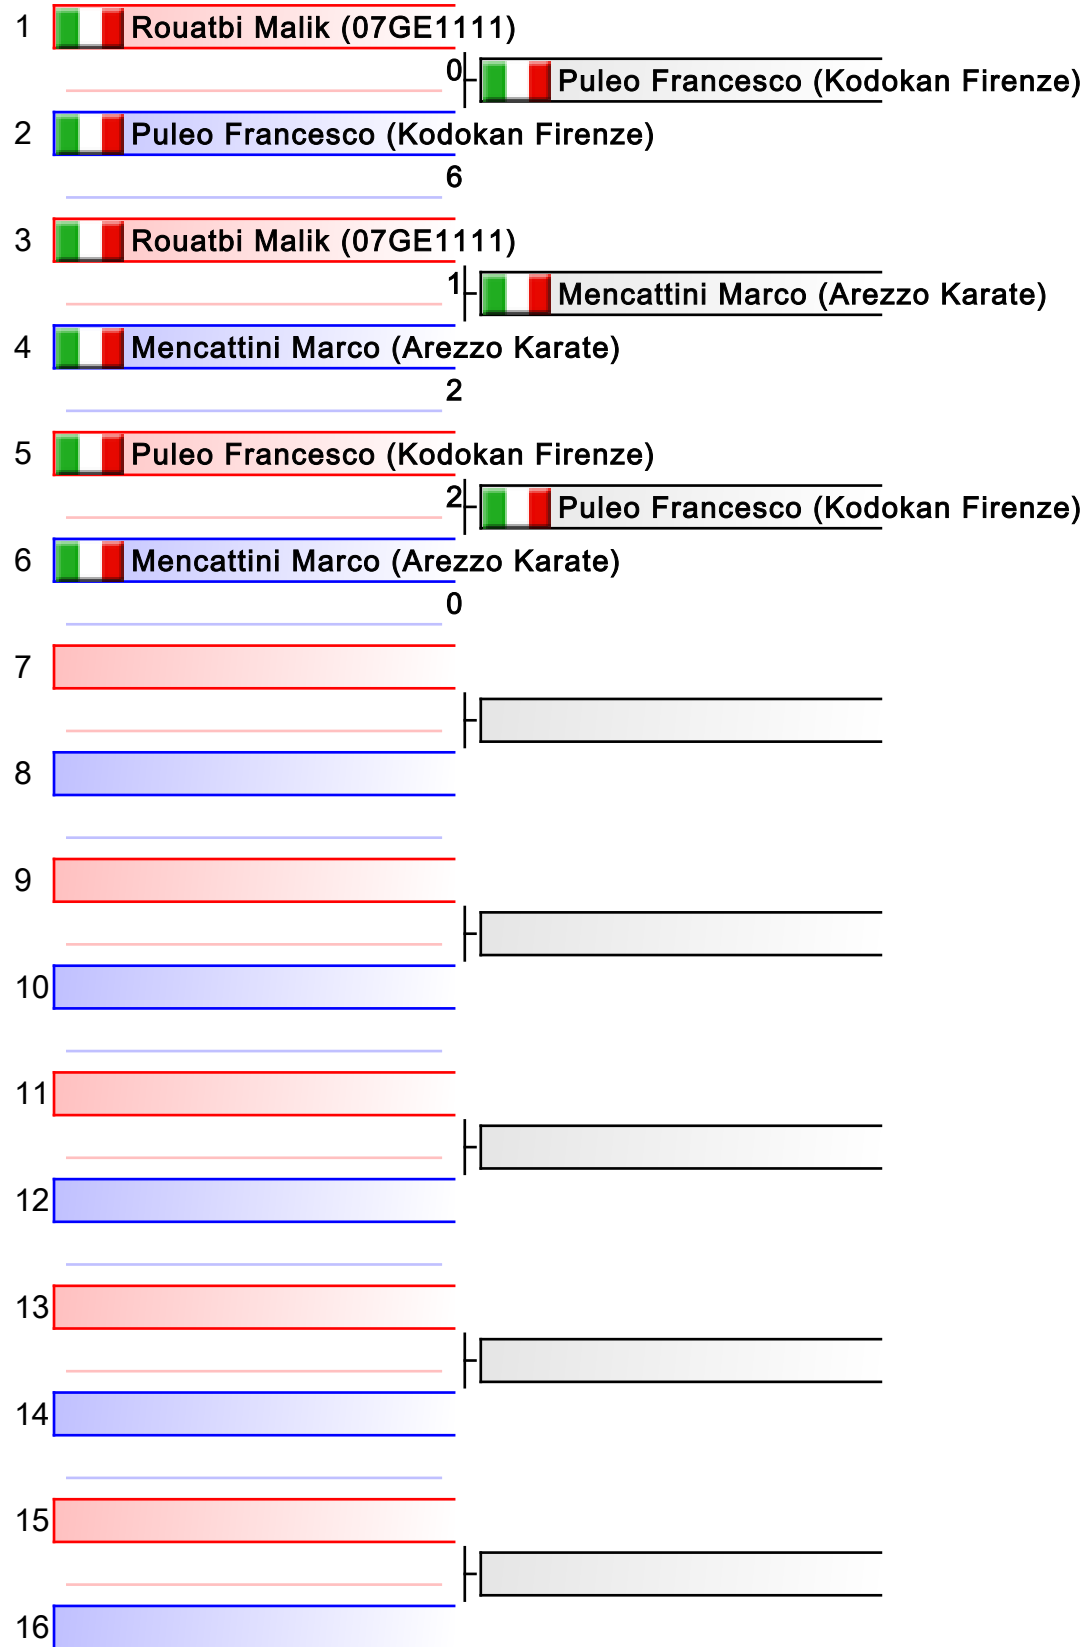 1 Rouatbi Malik (07GE1111)
0 Puleo Francesco (Kodokan Firenze)
2 Puleo Francesco (Kodokan Firenze)
6
3 Rouatbi Malik (07GE1111)
1 Mencattini Marco (Arezzo Karate)
4 Mencattini Marco (Arezzo Karate)
2
5 Puleo Francesco (Kodokan Firenze)
2 Puleo Francesco (Kodokan Firenze)
6 Mencattini Marco (Arezzo Karate)
0
7
8
9
10
11
12
13
14
15
16